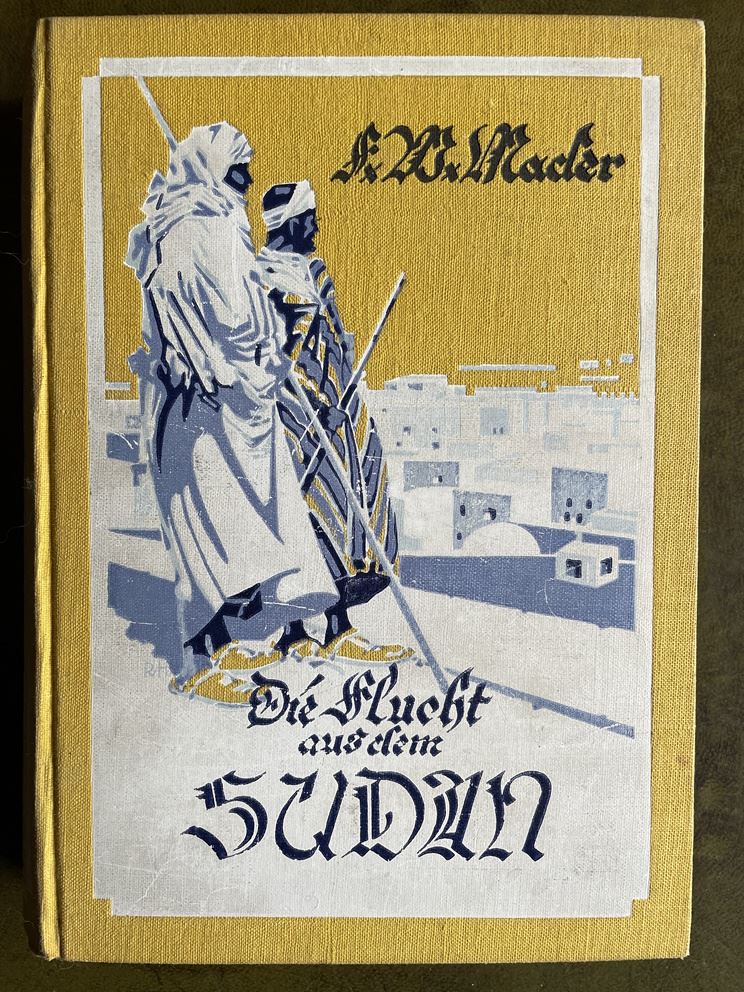 F. W. Mader
Die Flucht
aus dem
SUDAN